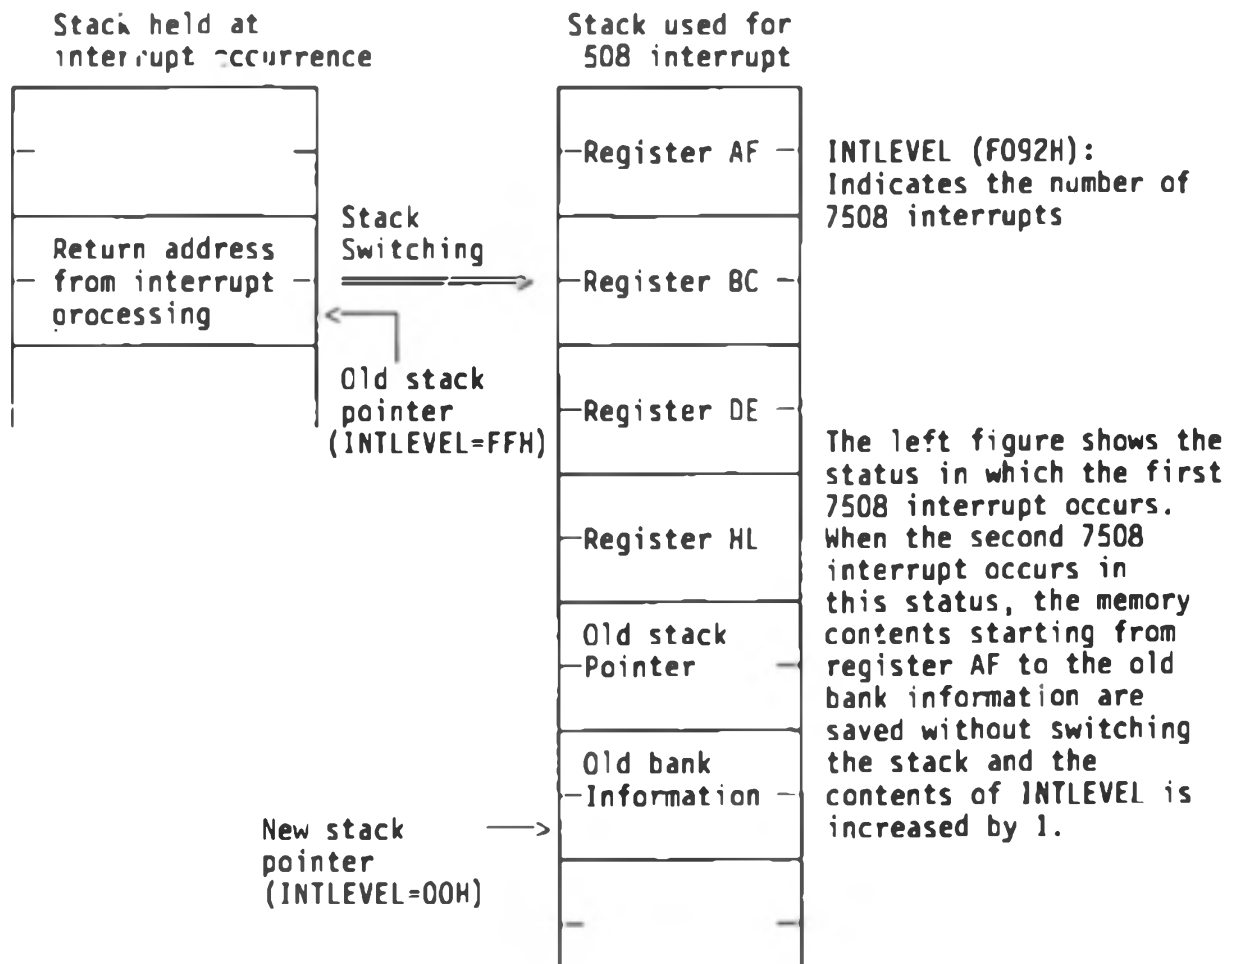 Stack held at
interrupt occurrence
Stack used for
508 interrupt
Register AF
INTLEVEL (F092H):
Indicates the number of
7508 interrupts
Return address
from interrupt
processing
Stack
Switching
Register BC
Old stack
pointer
(INTLEVEL=FFH)
Register DE
The left figure shows the
status in which the first
7508 interrupt occurs.
When the second 7508
interrupt occurs in
this status, the memory
contents starting from
register AF to the old
bank information are
saved without switching
the stack and the
contents of INTLEVEL is
increased by 1.
Register HL
Old stack
Pointer
Old bank
Information
New stack
pointer
(INTLEVEL=00H)